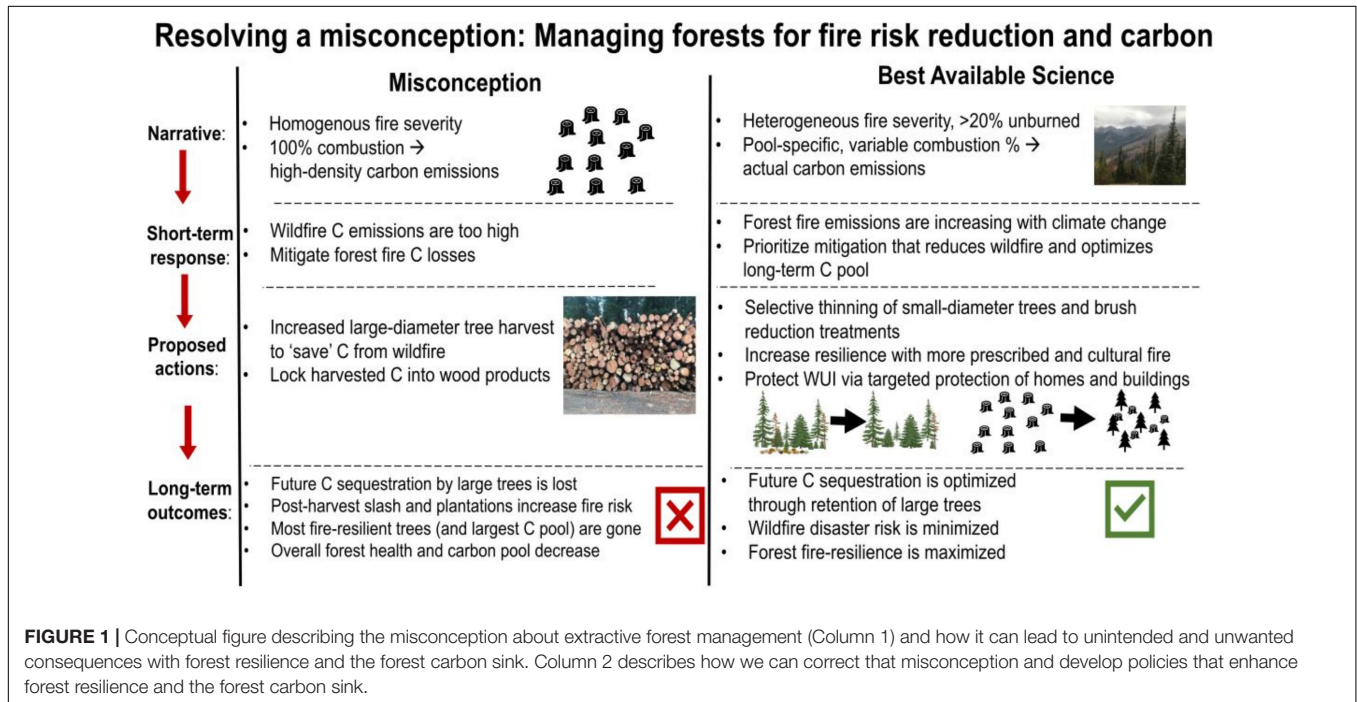 Resolving a misconception: Managing forests for fire risk reduction and carbon
Misconception
Best Available Science
Narrative:
• Homogenous fire severity
• 100% combustion →
high-density carbon emissions
• Heterogeneous fire severity, >20% unburned
• Pool-specific, variable combustion % →
actual carbon emissions
Short-term
response:
• Wildfire C emissions are too high
• Mitigate forest fire C losses
• Forest fire emissions are increasing with climate change
• Prioritize mitigation that reduces wildfire and optimizes
long-term C pool
Proposed
actions:
• Increased large-diameter tree harvest
to ‘save’ C from wildfire
• Lock harvested C into wood products
• Selective thinning of small-diameter trees and brush
reduction treatments
• Increase resilience with more prescribed and cultural fire
• Protect WUI via targeted protection of homes and buildings
Long-term
outcomes:
• Future C sequestration by large trees is lost
• Post-harvest slash and plantations increase fire risk
• Most fire-resilient trees (and largest C pool) are gone
• Overall forest health and carbon pool decrease
• Future C sequestration is optimized
through retention of large trees
• Wildfire disaster risk is minimized
• Forest fire-resilience is maximized
FIGURE 1 | Conceptual figure describing the misconception about extractive forest management (Column 1) and how it can lead to unintended and unwanted
consequences with forest resilience and the forest carbon sink. Column 2 describes how we can correct that misconception and develop policies that enhance
forest resilience and the forest carbon sink.